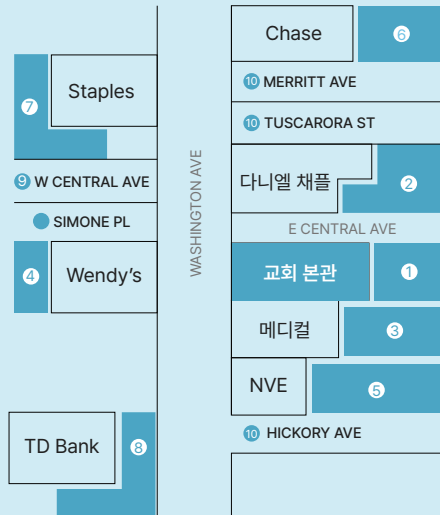 Chase
6
10 MERRITT AVE
10 TUSCARORA ST
Staples
7
9 W CENTRAL AVE
SIMONE PL
4
Wendy's
TD Bank
8
WASHINGTON AVE
다니엘 채플
2
E CENTRAL AVE
교회 본관
1
메디컬
3
NVE
5
10 HICKORY AVE